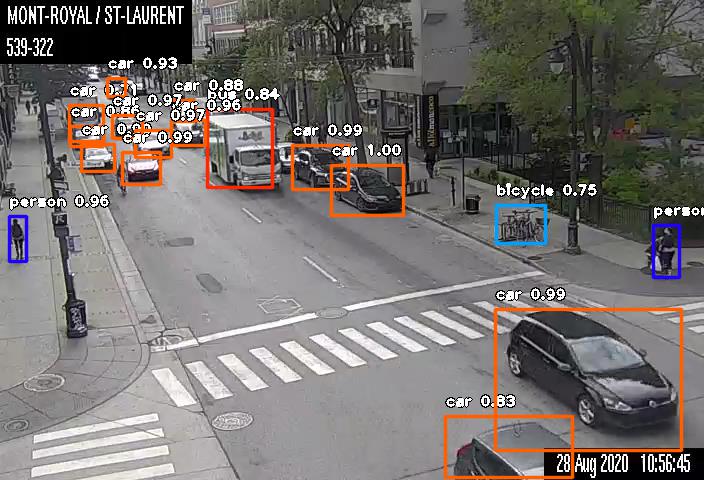 MONT-ROYAL / ST-LAURENT
539-322
car 0.93
car 0.88
bus 0.84
car 0.97
0.96
car 0.97
car 0.99
car 0.99
car 1.00
person 0.96
bicycle 0.75
person
car 0.99
car 0.83
28 Aug 2020 10:56:45